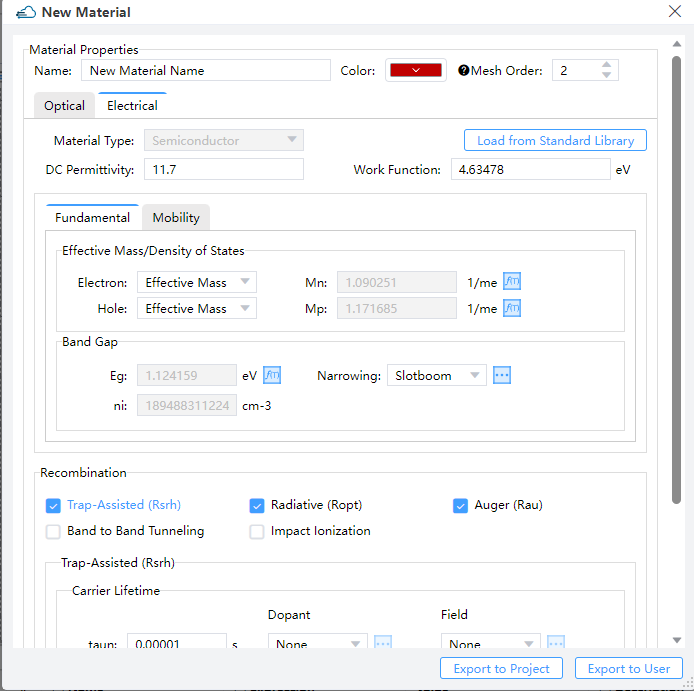 New Material
Material Properties
Name: New Material Name Color: ?Mesh Order: 2
Optical Electrical
Material Type: Semiconductor Load from Standard Library
DC Permittivity: 11.7 Work Function: 4.63478 eV
Fundamental Mobility
Effective Mass/Density of States
Electron: Effective Mass Mn: 1.090251 1/me f(T)
Hole: Effective Mass Mp: 1.171685 1/me f(T)
Band Gap
Eg: 1.124159 eV f(T) Narrowing: Slotboom ...
ni: 189488311224 cm-3
Recombination
Trap-Assisted (Rsrh) Radiative (Ropt) Auger (Rau)
Band to Band Tunneling Impact Ionization
Trap-Assisted (Rsrh)
Carrier Lifetime
Dopant Field
taun: 0.00001 s None ... None ...
Export to Project Export to User